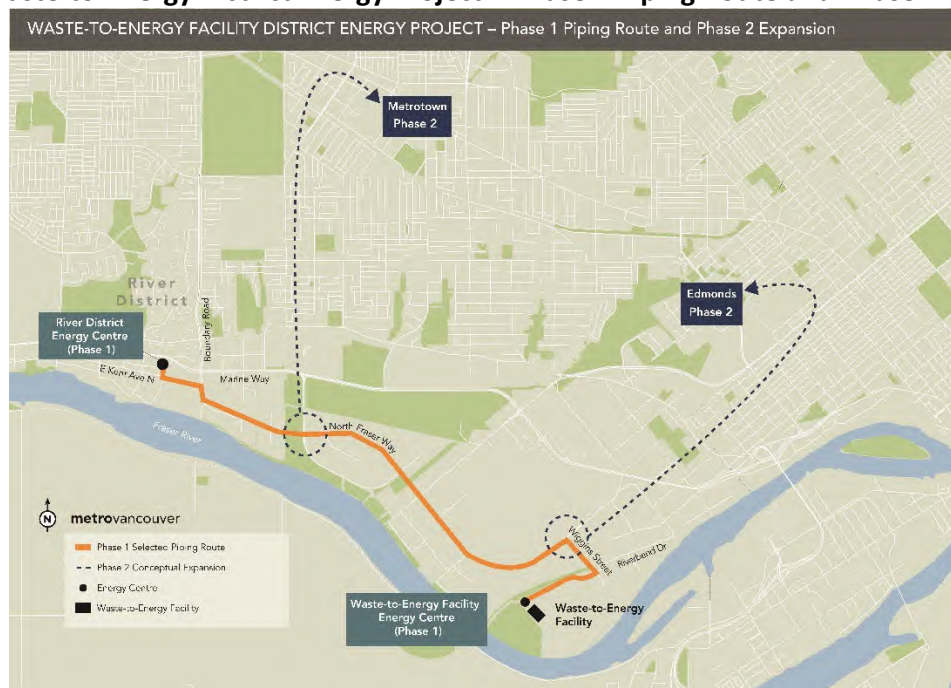 WASTE-TO-ENERGY FACILITY DISTRICT ENERGY PROJECT – Phase 1 Piping Route and Phase 2 Expansion
Metrotown
Phase 2
River
District
Edmonds
Phase 2
River District
Energy Centre
(Phase 1)
Boundary Road
E Kent Ave N
Marine Way
Fraser River
North Fraser Way
N
metrovancouver
Phase 1 Selected Piping Route
Phase 2 Conceptual Expansion
Energy Centre
Waste-to-Energy Facility
Wiggins Street
Riverbend Dr
Waste-to-Energy Facility
Energy Centre
(Phase 1)
Waste-to-Energy
Facility